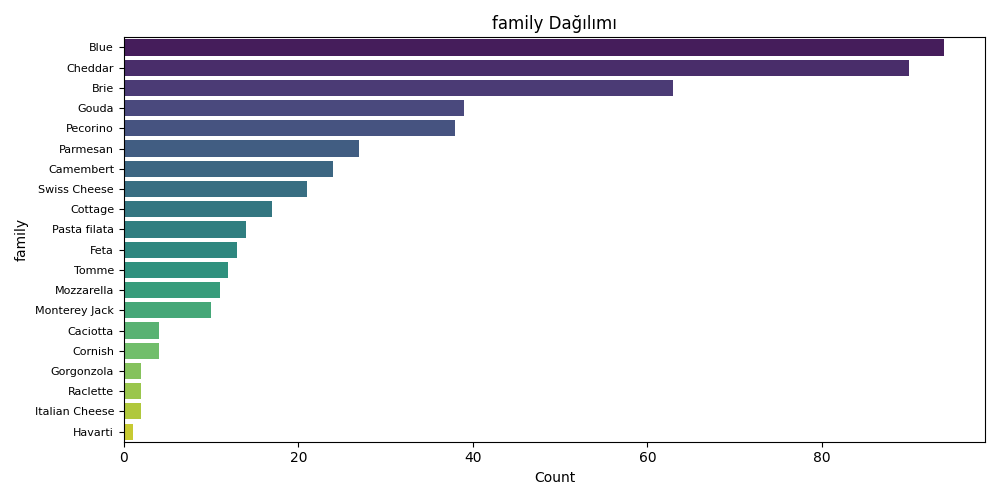 family Dağılımı
Blue
Cheddar
Brie
Gouda
Pecorino
Parmesan
Camembert
Swiss Cheese
Cottage
Pasta filata
Feta
Tomme
Mozzarella
Monterey Jack
Caciotta
Cornish
Gorgonzola
Raclette
Italian Cheese
Havarti
family
0 20 40 60 80
Count